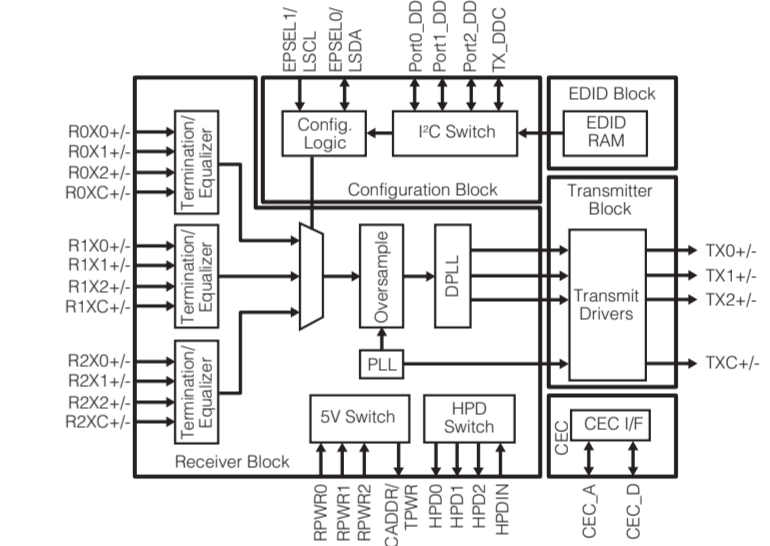 EPSEL1/
LSCL
EPSEL0/
LSDA
Port0_DD
Port1_DD
Port2_DD
TX_DDC
Config.
Logic
I²C Switch
Configuration Block
EDID Block
EDID
RAM
R0X0+/-
R0X1+/-
R0X2+/-
R0XC+/-
Termination/
Equalizer
R1X0+/-
R1X1+/-
R1X2+/-
R1XC+/-
Termination/
Equalizer
R2X0+/-
R2X1+/-
R2X2+/-
R2XC+/-
Termination/
Equalizer
Oversample
DPLL
PLL
Transmitter
Block
Transmit
Drivers
TX0+/-
TX1+/-
TX2+/-
TXC+/-
5V Switch
HPD
Switch
Receiver Block
CEC
CEC I/F
RPWR0
RPWR1
RPWR2
CADDR/
TPWR
HPD0
HPD1
HPD2
HPDIN
CEC_A
CEC_D